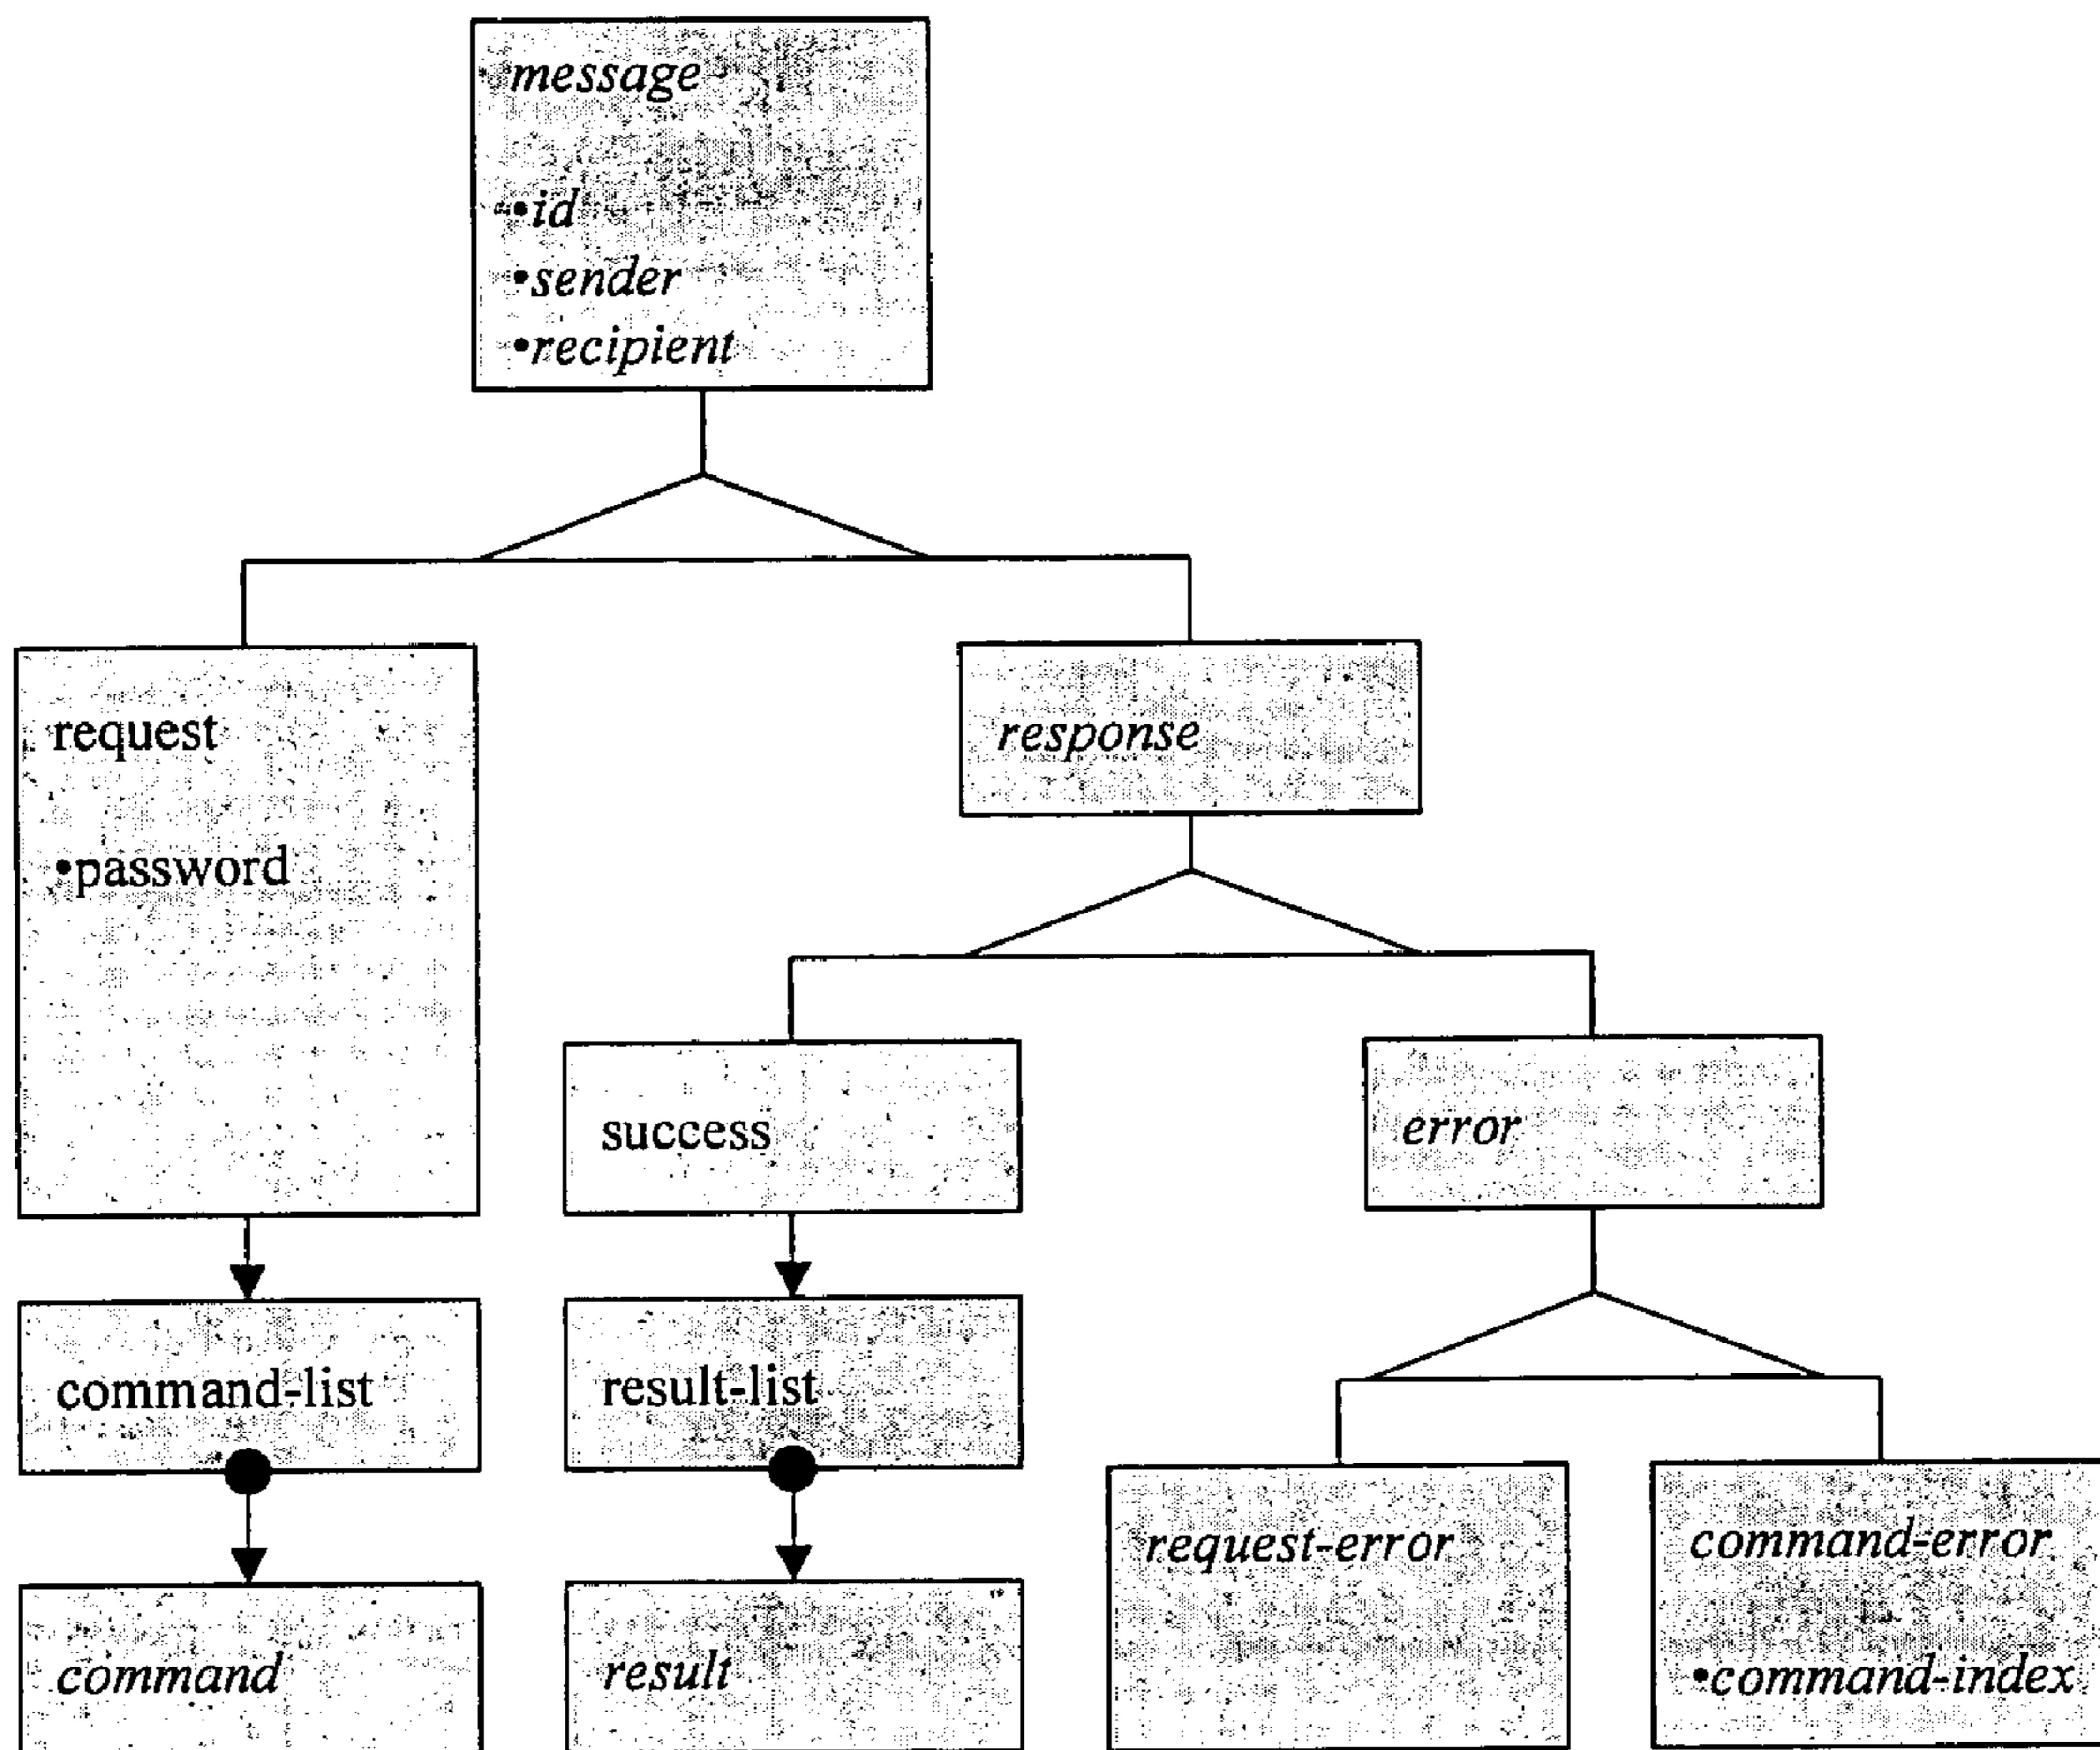 message
•id
•sender
•recipient
request
•password
response
success
error
command-list
result-list
request-error
command-error
•command-index
command
result